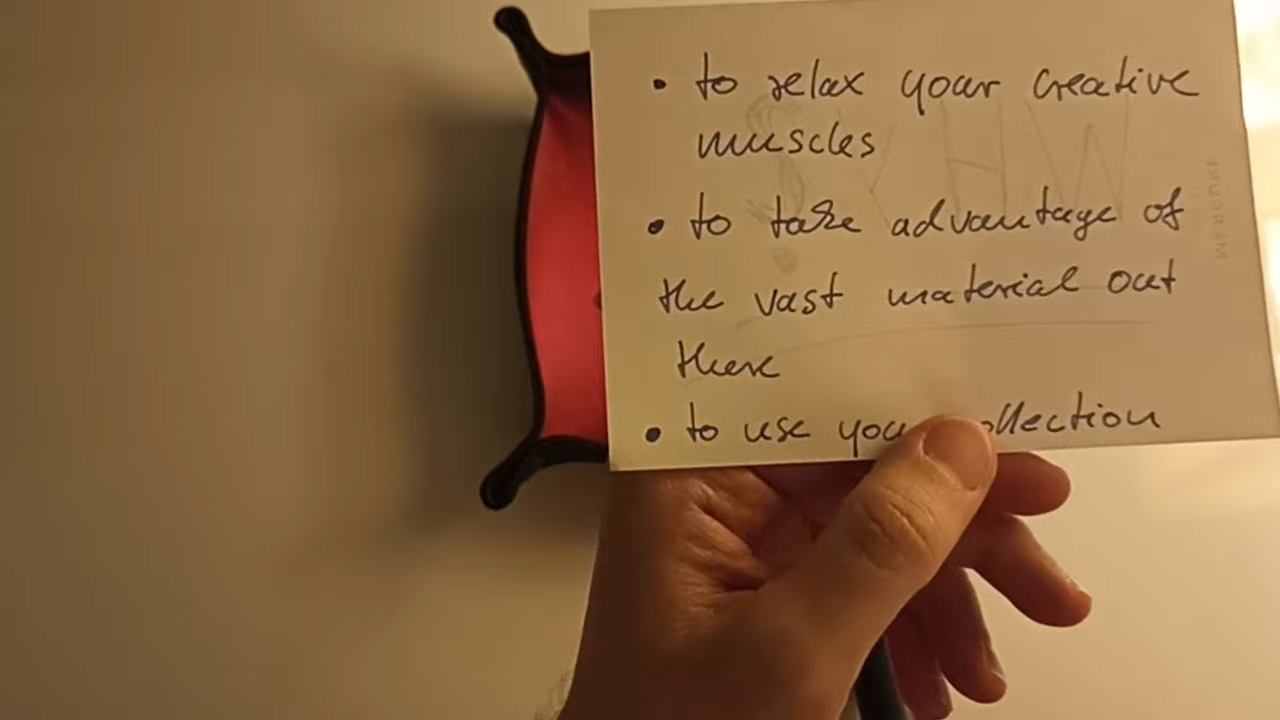 • to relax your creative
muscles
• to take advantage of
the vast material out
there
• to use you ollection